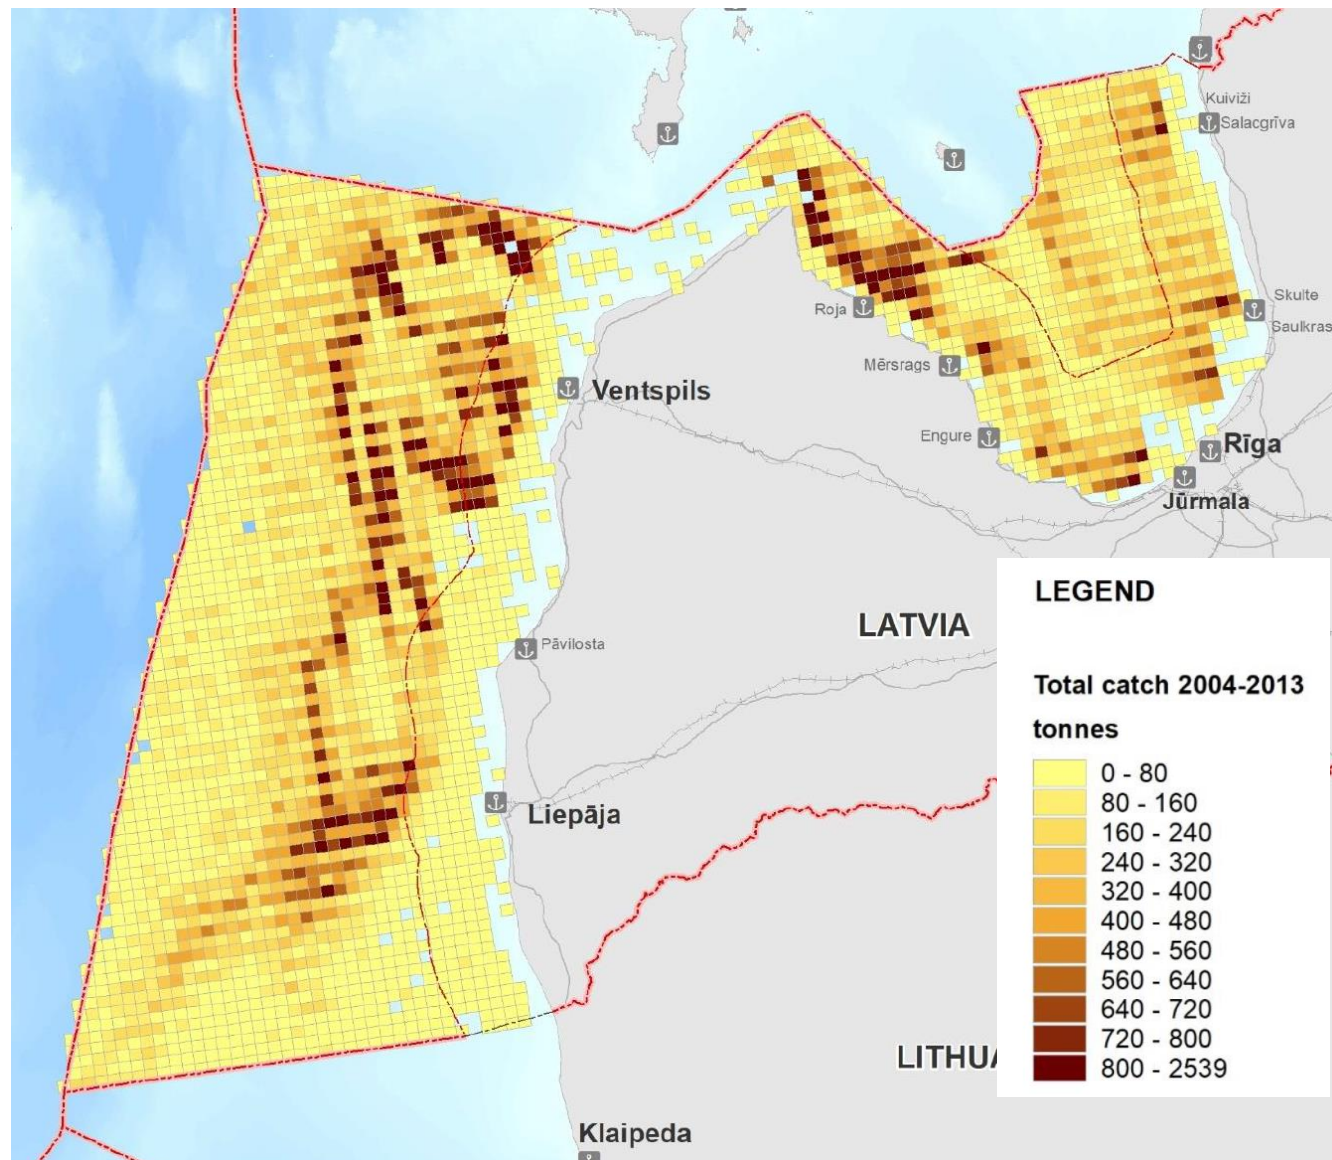 Kuiviži
Salacgrīva
Skulte
Roja
Saulkras
Mērsrags
Ventspils
Engure
Rīga
Jūrmala
LEGEND
LATVIA
Pāvilosta
Total catch 2004-2013
tonnes
0 - 80
80 - 160
Liepāja
160 - 240
240 - 320
320 - 400
400 - 480
480 - 560
560 - 640
640 - 720
720 - 800
LITHUA
800 - 2539
Klaipeda